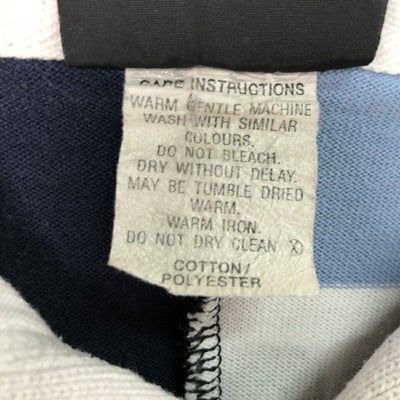 CARE INSTRUCTIONS
WARM GENTLE MACHINE
WASH WITH SIMILAR
COLOURS.
DO NOT BLEACH.
DRY WITHOUT DELAY.
MAY BE TUMBLE DRIED
WARM.
WARM IRON.
DO NOT DRY CLEAN Ⓧ
COTTON/
POLYESTER